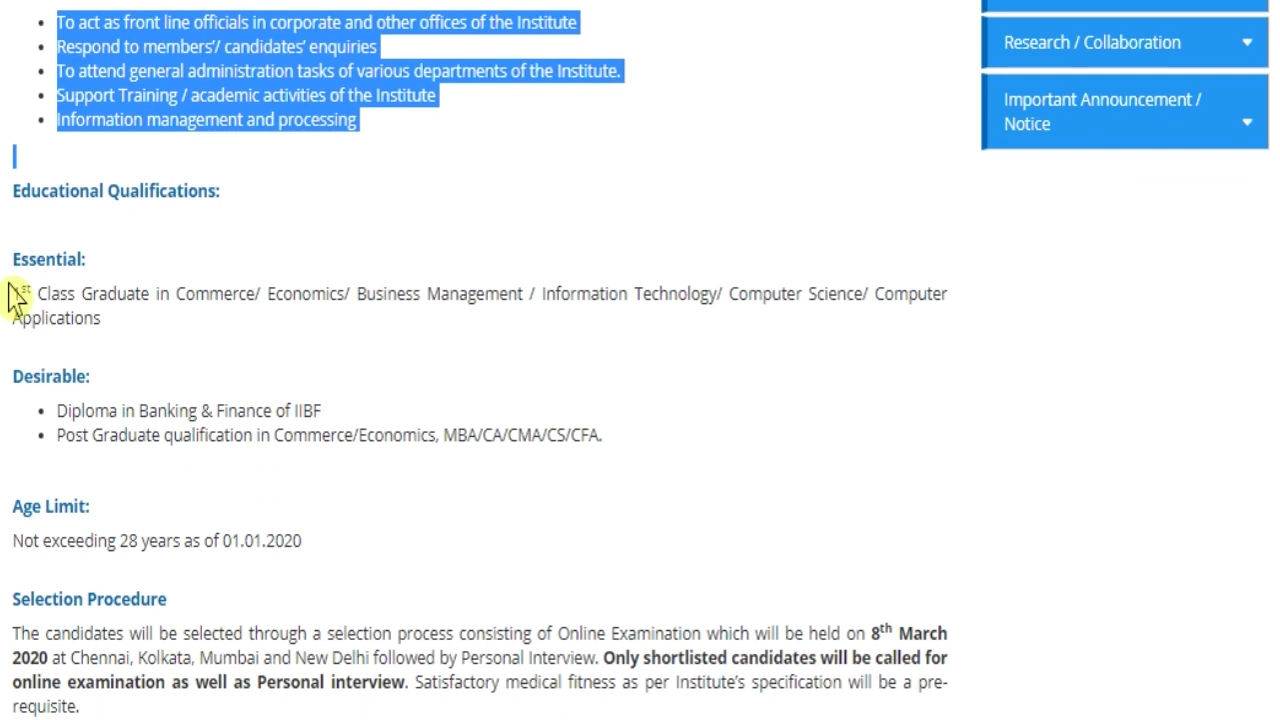 To act as front line officials in corporate and other offices of the Institute
Respond to members'/ candidates' enquiries
To attend general administration tasks of various departments of the Institute.
Support Training / academic activities of the Institute
Information management and processing
Educational Qualifications:
Essential:
1st Class Graduate in Commerce/ Economics/ Business Management / Information Technology/ Computer Science/ Computer
Applications
Desirable:
Diploma in Banking & Finance of IIBF
Post Graduate qualification in Commerce/Economics, MBA/CA/CMA/CS/CFA.
Age Limit:
Not exceeding 28 years as of 01.01.2020
Selection Procedure
The candidates will be selected through a selection process consisting of Online Examination which will be held on 8th March
2020 at Chennai, Kolkata, Mumbai and New Delhi followed by Personal Interview. Only shortlisted candidates will be called for
online examination as well as Personal interview. Satisfactory medical fitness as per Institute's specification will be a pre-
requisite.
Research / Collaboration
Important Announcement /
Notice